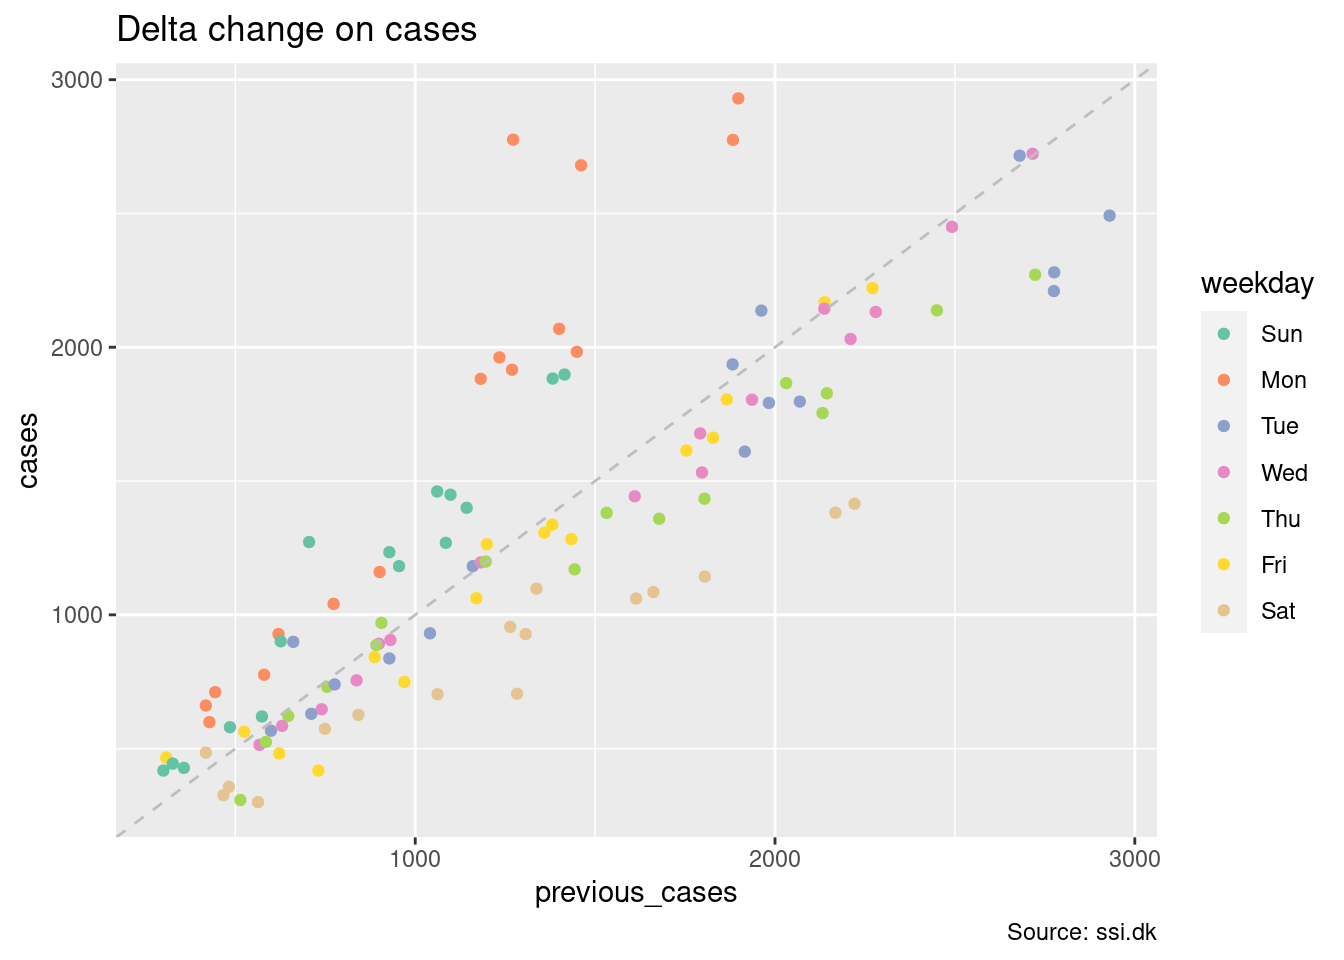 Delta change on cases
3000
2000
1000
cases
1000
2000
3000
previous_cases
weekday
Sun
Mon
Tue
Wed
Thu
Fri
Sat
Source: ssi.dk